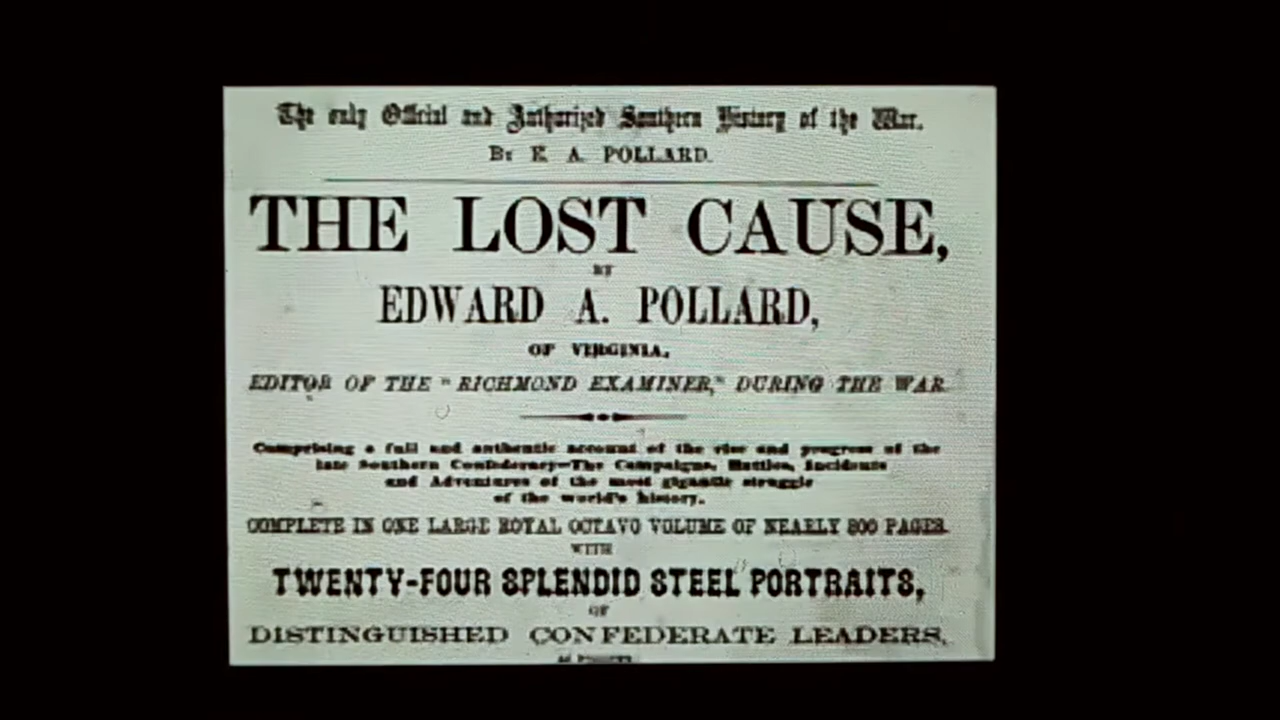 The only Official and Authorized Southern History of the War.
BY E. A. POLLARD.
THE LOST CAUSE,
BY
EDWARD A. POLLARD,
OF VIRGINIA,
EDITOR OF THE "RICHMOND EXAMINER," DURING THE WAR
Comprising a full and authentic account of the rise and progress of the
late Southern Confederacy—The Campaigns, Battles, Incidents
and Adventures of the most gigantic struggle
of the world's history.
COMPLETE IN ONE LARGE ROYAL OCTAVO VOLUME OF NEARLY 800 PAGES.
WITH
TWENTY-FOUR SPLENDID STEEL PORTRAITS,
OF
DISTINGUISHED CONFEDERATE LEADERS,